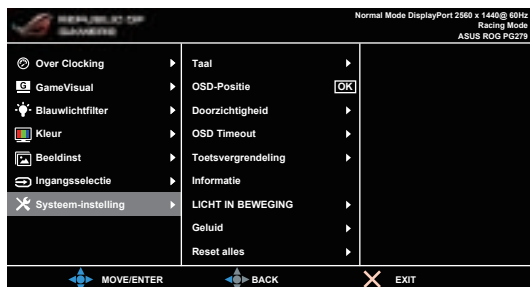 REPUBLIC OF
GAMERS
Normal Mode DisplayPort 2560 x 1440@ 60Hz
Racing Mode
ASUS ROG PG279
Over Clocking
GameVisual
Blauwlichtfilter
Kleur
Beeldinst
Ingangsselectie
Systeem-instelling
Taal
OSD-Positie OK
Doorzichtigheid
OSD Timeout
Toetsvergrendeling
Informatie
LICHT IN BEWEGING
Geluid
Reset alles
MOVE/ENTER
BACK
EXIT